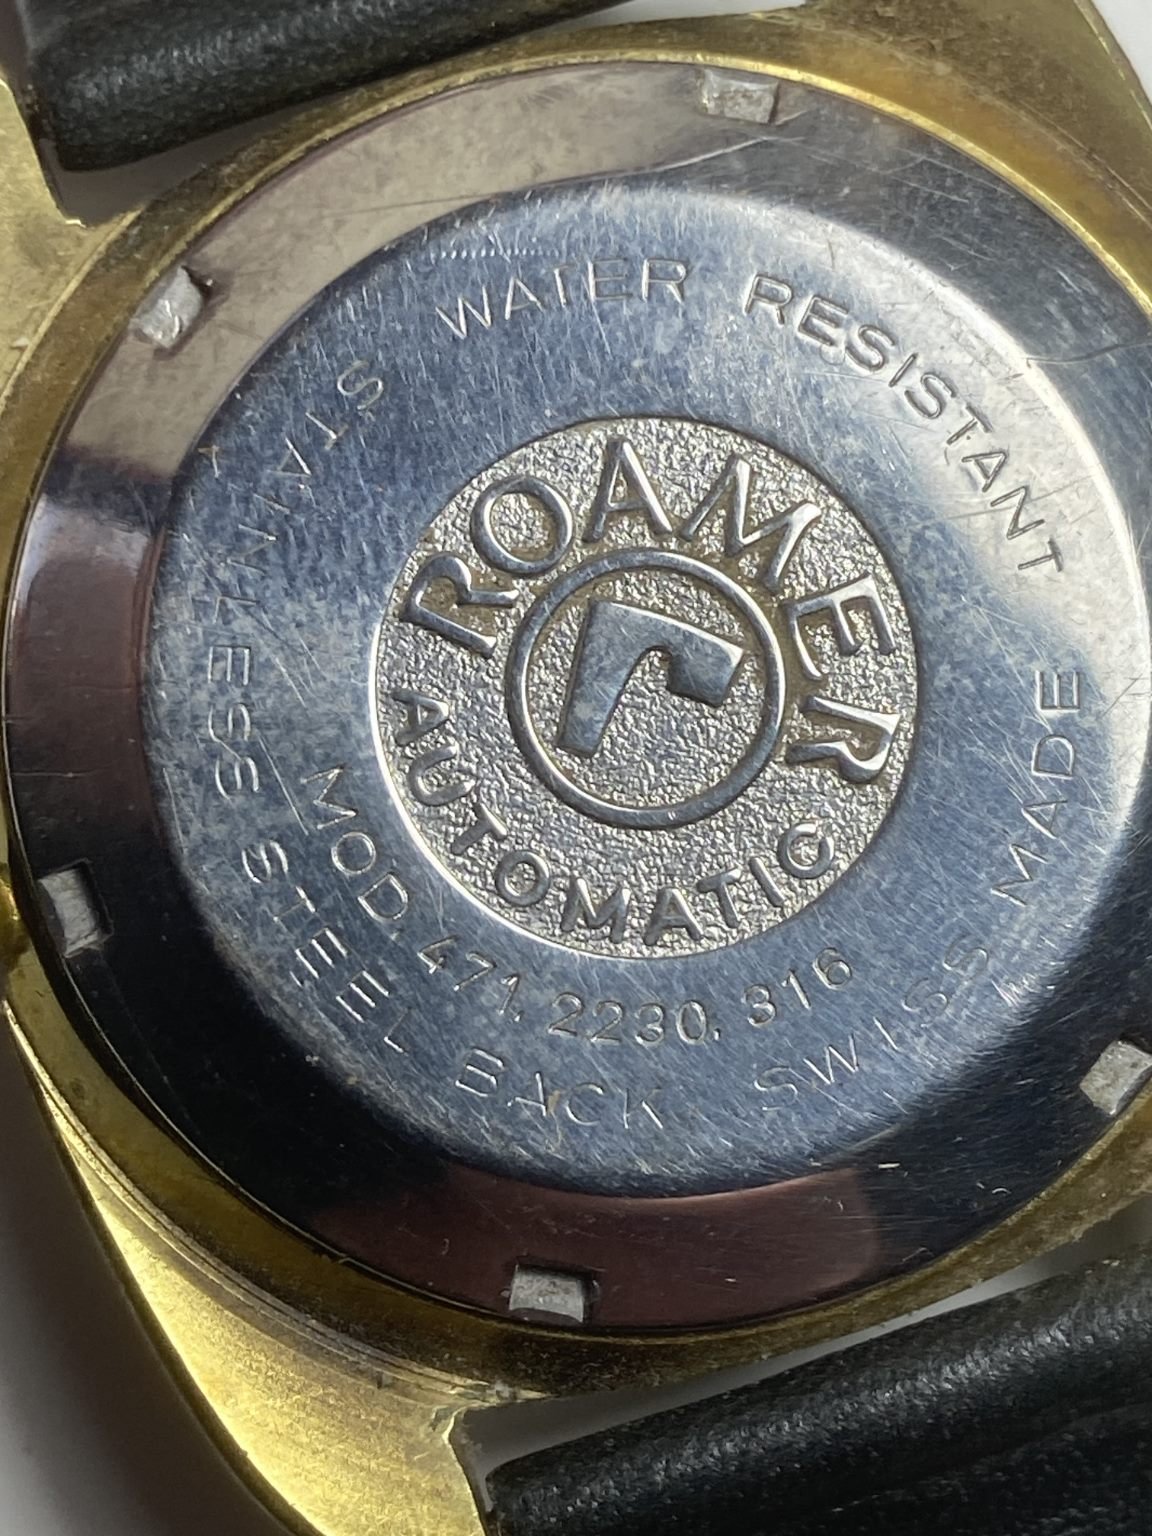 WATER RESISTANT
SWISS MADE
STAINLESS STEEL BACK
MOD. 471. 2230. 316
ROAMER
r
AUTOMATIC